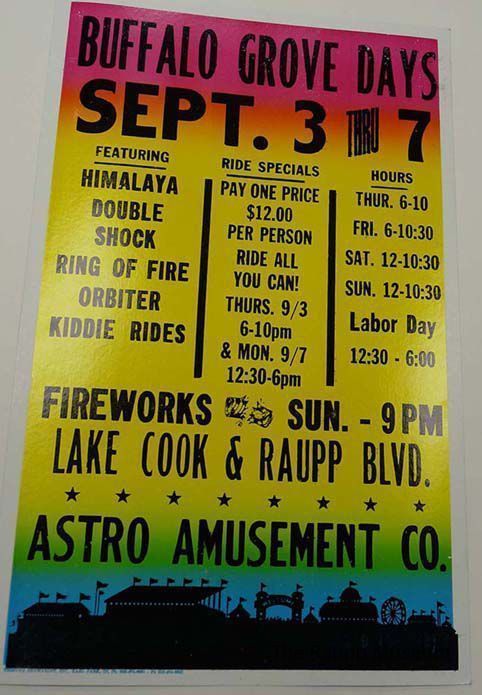 BUFFALO GROVE DAYS
SEPT. 3 THRU 7
FEATURING
HIMALAYA
DOUBLE
SHOCK
RING OF FIRE
ORBITER
KIDDIE RIDES
RIDE SPECIALS
PAY ONE PRICE
$12.00
PER PERSON
RIDE ALL
YOU CAN!
THURS. 9/3
6-10pm
& MON. 9/7
12:30-6pm
HOURS
THUR. 6-10
FRI. 6-10:30
SAT. 12-10:30
SUN. 12-10:30
Labor Day
12:30 - 6:00
FIREWORKS SUN. - 9 PM
LAKE COOK & RAUPP BLVD.
ASTRO AMUSEMENT CO.